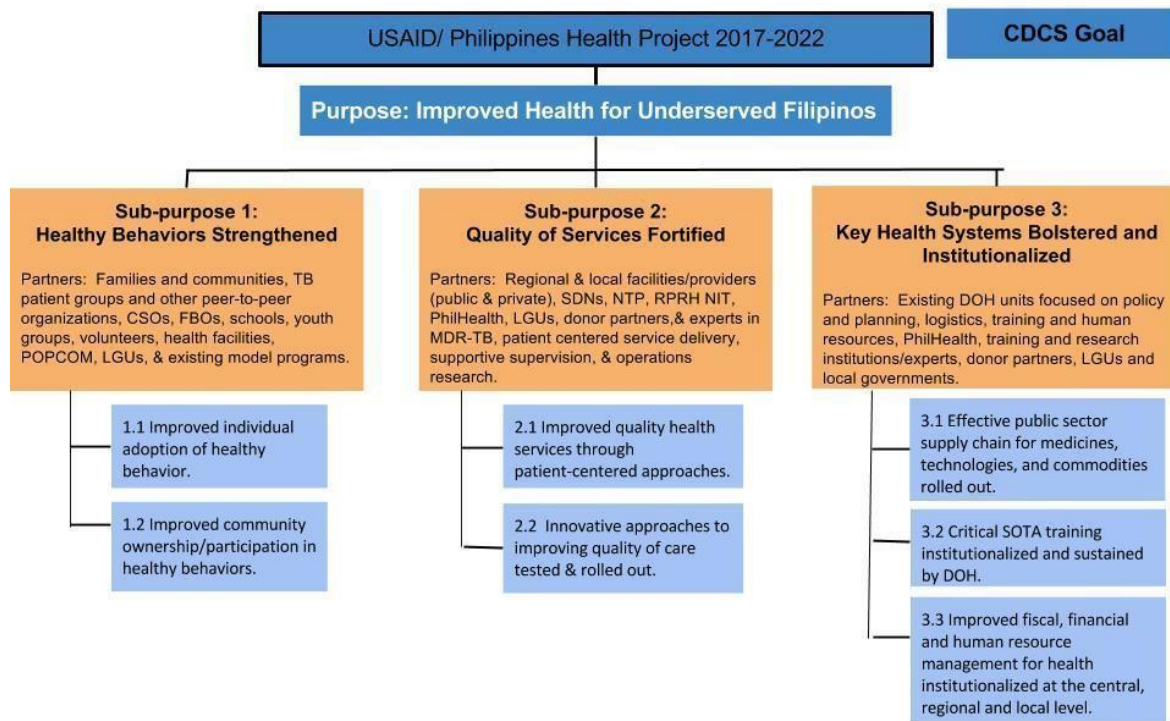 USAID/ Philippines Health Project 2017-2022
CDCS Goal
Purpose: Improved Health for Underserved Filipinos
Sub-purpose 1:
Healthy Behaviors Strengthened
Partners: Families and communities, TB
patient groups and other peer-to-peer
organizations, CSOs, FBOs, schools, youth
groups, volunteers, health facilities,
POPCOM, LGUs, & existing model programs.
1.1 Improved individual
adoption of healthy
behavior.
1.2 Improved community
ownership/participation in
healthy behaviors.
Sub-purpose 2:
Quality of Services Fortified
Partners: Regional & local facilities/providers
(public & private), SDNs, NTP, RPRH NIT,
PhilHealth, LGUs, donor partners,& experts in
MDR-TB, patient centered service delivery,
supportive supervision, & operations
research.
2.1 Improved quality health
services through
patient-centered approaches.
2.2 Innovative approaches to
improving quality of care
tested & rolled out.
Sub-purpose 3:
Key Health Systems Bolstered and
Institutionalized
Partners: Existing DOH units focused on policy
and planning, logistics, training and human
resources, PhilHealth, training and research
institutions/experts, donor partners, LGUs and
local governments.
3.1 Effective public sector
supply chain for medicines,
technologies, and commodities
rolled out.
3.2 Critical SOTA training
institutionalized and sustained
by DOH.
3.3 Improved fiscal, financial
and human resource
management for health
institutionalized at the central,
regional and local level.